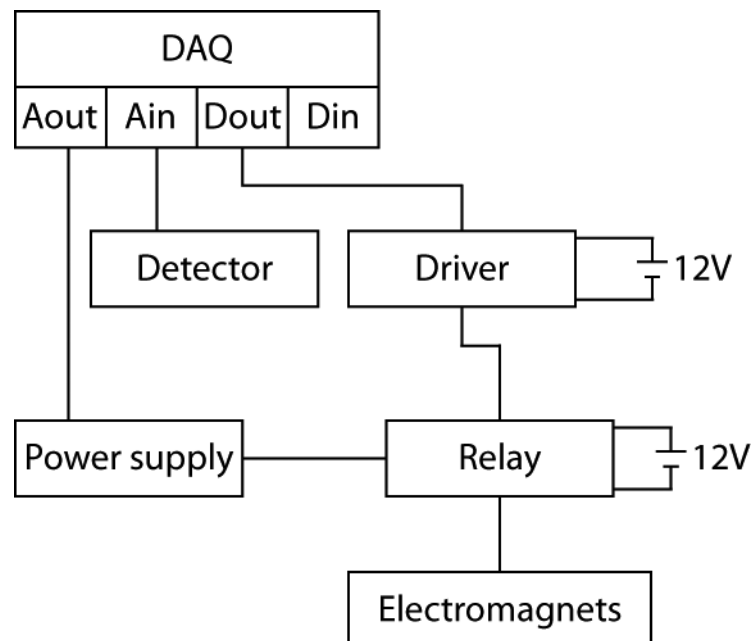 DAQ
Aout Ain Dout Din
Detector
Driver
12V
Power supply
Relay
12V
Electromagnets